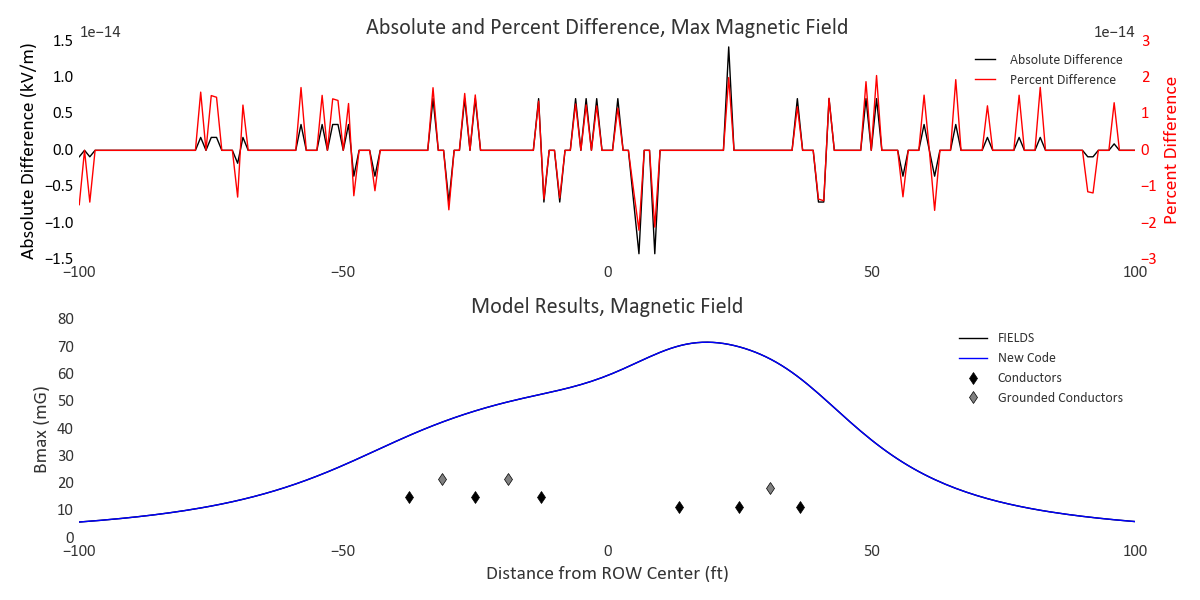 Absolute and Percent Difference, Max Magnetic Field
1e−14
1e−14
1.5
1.0
0.5
0.0
−0.5
−1.0
−1.5
Absolute Difference (kV/m)
3
2
1
0
−1
−2
−3
Percent Difference
Absolute Difference
Percent Difference
−100
−50
0
50
100
Model Results, Magnetic Field
80
70
60
50
40
30
20
10
0
Bmax (mG)
FIELDS
New Code
Conductors
Grounded Conductors
−100
−50
0
50
100
Distance from ROW Center (ft)